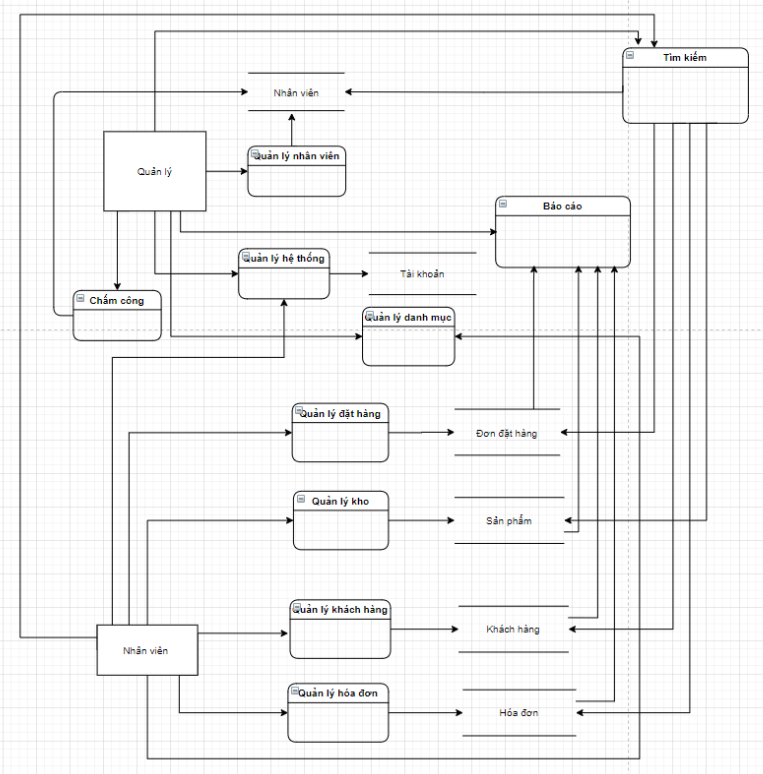 Tìm kiếm
Nhân viên
Quản lý nhân viên
Quản lý
Báo cáo
Quản lý hệ thống
Tài khoản
Chấm công
Quản lý danh mục
Quản lý đặt hàng
Đơn đặt hàng
Quản lý kho
Sản phẩm
Quản lý khách hàng
Khách hàng
Nhân viên
Quản lý hóa đơn
Hóa đơn